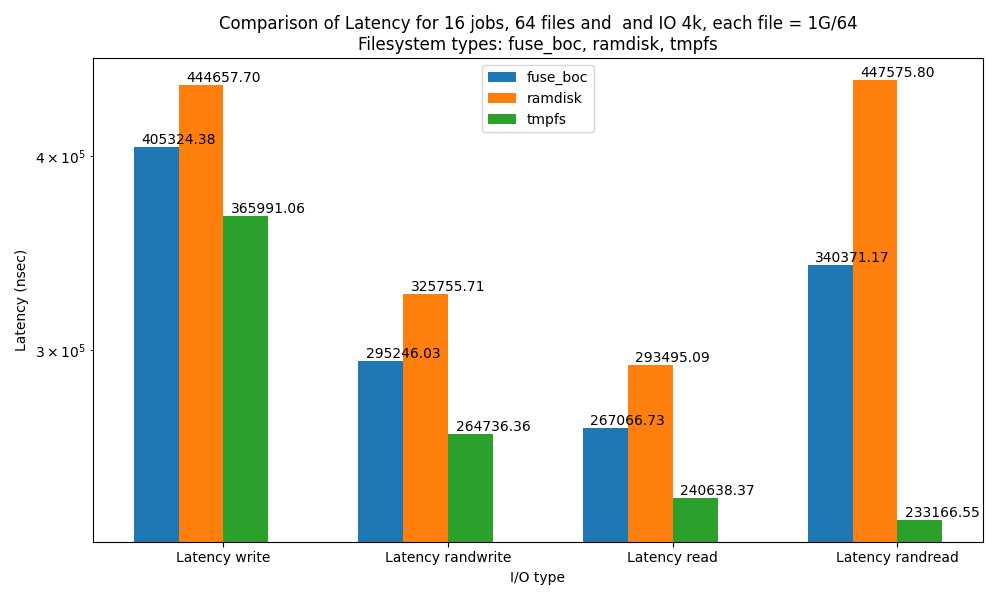 Comparison of Latency for 16 jobs, 64 files and  and IO 4k, each file = 1G/64
Filesystem types: fuse_boc, ramdisk, tmpfs
fuse_boc
ramdisk
tmpfs
444657.70
405324.38
365991.06
325755.71
295246.03
264736.36
293495.09
267066.73
240638.37
447575.80
340371.17
233166.55
4 × 10⁵
3 × 10⁵
Latency (nsec)
Latency write
Latency randwrite
Latency read
Latency randread
I/O type